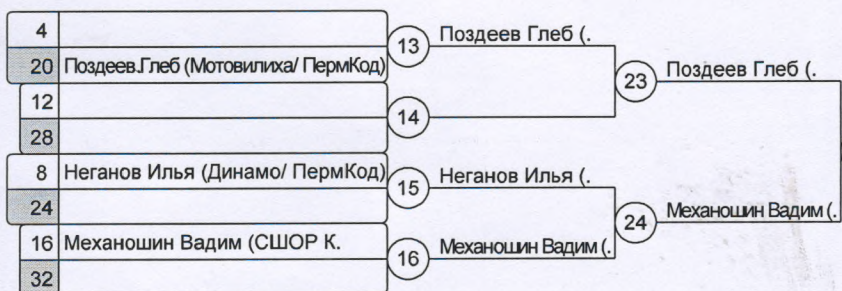 4
13 Поздеев Глеб (.
20 Поздеев.Глеб (Мотовилиха/ ПермКод)
23 Поздеев Глеб (.
12
14
28
8 Неганов Илья (Динамо/ ПермКод)
15 Неганов Илья (.
24
24 Механошин Вадим (.
16 Механошин Вадим (СШОР К.
16 Механошин Вадим (.
32